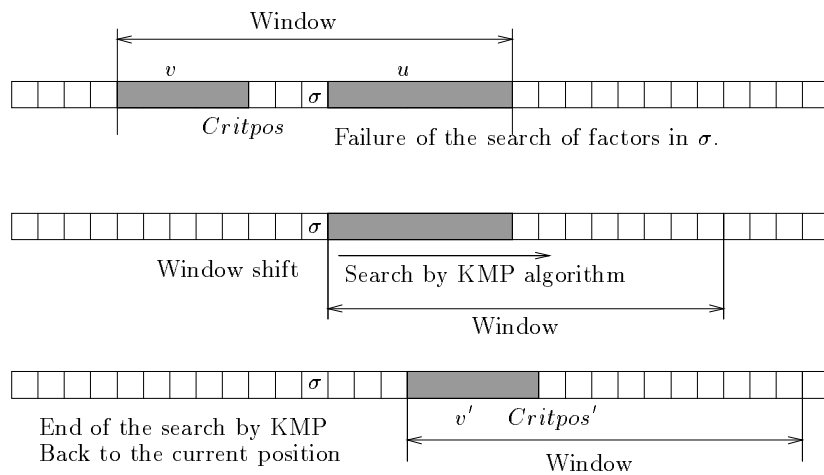 Window
v u
σ
Critpos
Failure of the search of factors in σ.
σ
Window shift
Search by KMP algorithm
Window
σ
v' Critpos'
End of the search by KMP
Back to the current position
Window